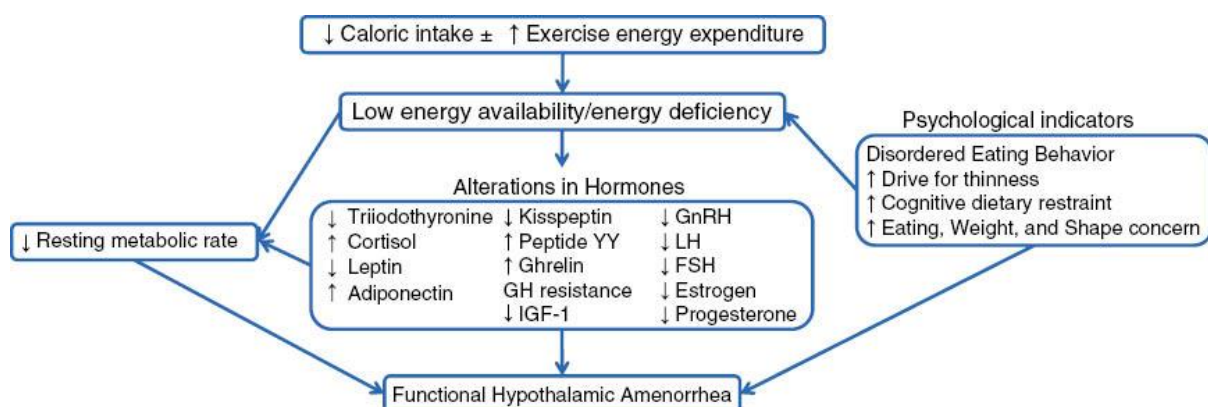 ↓ Caloric intake ± ↑ Exercise energy expenditure
Low energy availability/energy deficiency
Psychological indicators
Disordered Eating Behavior
↑ Drive for thinness
↑ Cognitive dietary restraint
↑ Eating, Weight, and Shape concern
Alterations in Hormones
↓ Triiodothyronine ↓ Kisspeptin ↓ GnRH
↑ Cortisol ↑ Peptide YY ↓ LH
↓ Leptin ↑ Ghrelin ↓ FSH
↑ Adiponectin GH resistance ↓ Estrogen
↓ IGF-1 ↓ Progesterone
↓ Resting metabolic rate
Functional Hypothalamic Amenorrhea